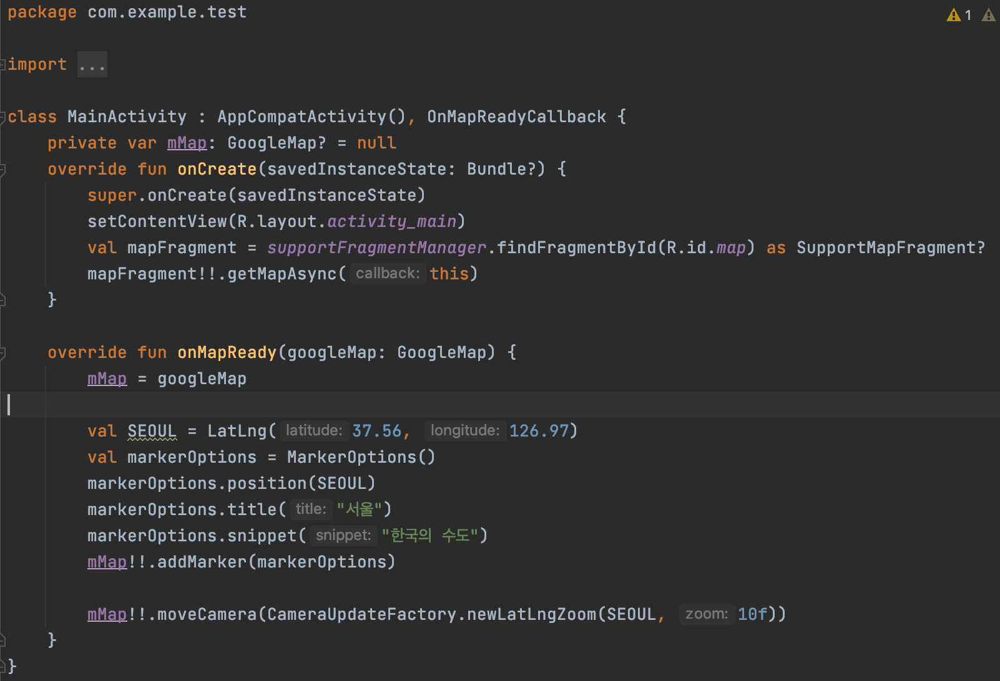 package com.example.test
1
import ...
class MainActivity : AppCompatActivity(), OnMapReadyCallback {
private var mMap: GoogleMap? = null
override fun onCreate(savedInstanceState: Bundle?) {
super.onCreate(savedInstanceState)
setContentView(R.layout.activity_main)
val mapFragment = supportFragmentManager.findFragmentById(R.id.map) as SupportMapFragment?
mapFragment!!.getMapAsync( callback: this)
}
override fun onMapReady(googleMap: GoogleMap) {
mMap = googleMap
val SEOUL = LatLng( latitude: 37.56, longitude: 126.97)
val markerOptions = MarkerOptions()
markerOptions.position(SEOUL)
markerOptions.title( title: "서울")
markerOptions.snippet( snippet: "한국의 수도")
mMap!!.addMarker(markerOptions)
mMap!!.moveCamera(CameraUpdateFactory.newLatLngZoom(SEOUL, zoom: 10f))
}
}